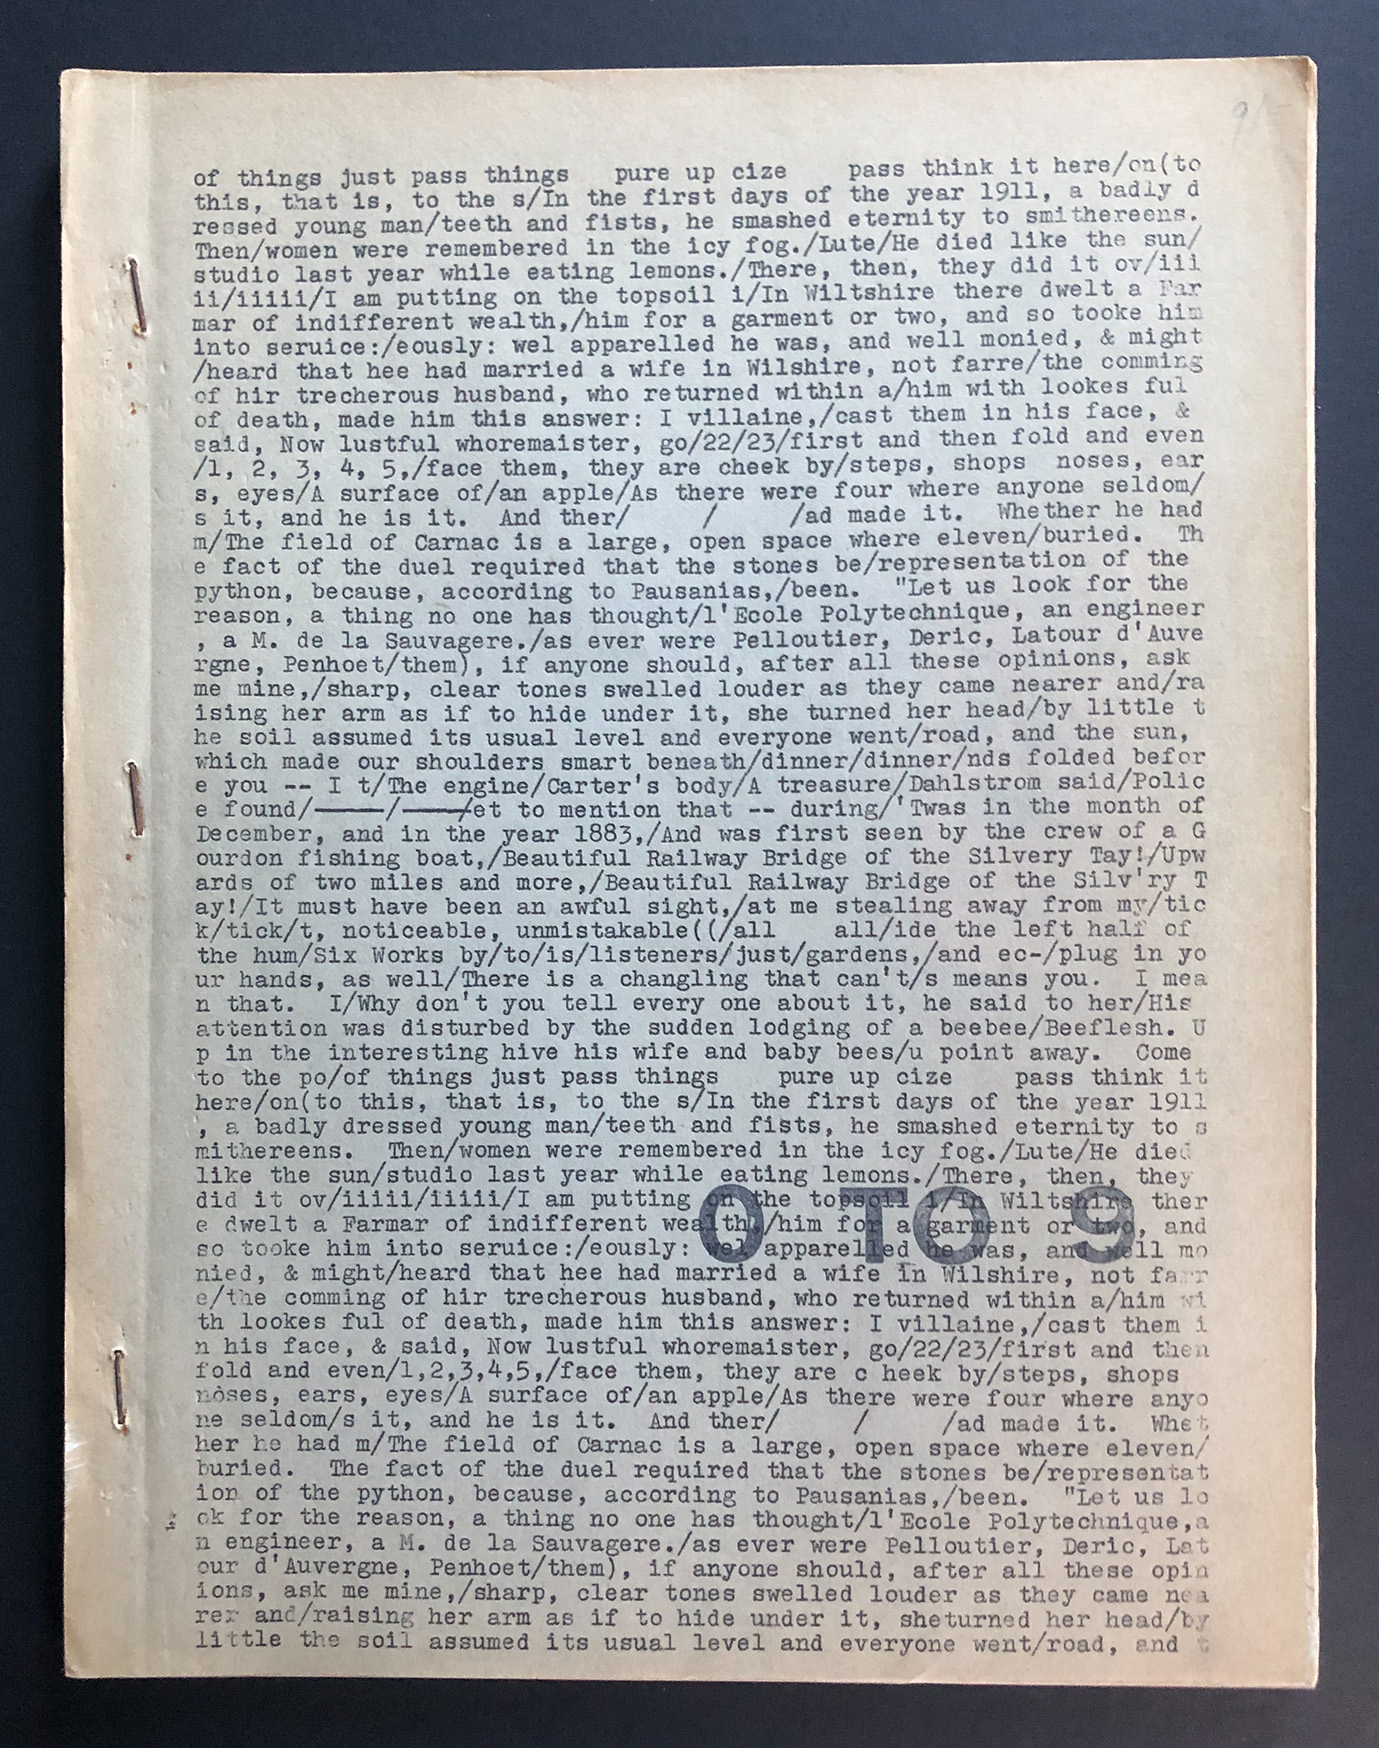 of things just pass things   pure up cize    pass think it here/on(to
this, that is, to the s/In the first days of the year 1911, a badly d
ressed young man/teeth and fists, he smashed eternity to smithereens.
Then/women were remembered in the icy fog./Lute/He died like the sun/
studio last year while eating lemons./There, then, they did it ov/iii
ii/iiiii/I am putting on the topsoil i/In Wiltshire there dwelt a Far
mar of indifferent wealth,/him for a garment or two, and so tooke him
into seruice:/eously: wel apparelled he was, and well monied, & might
/heard that hee had married a wife in Wilshire, not farre/the comming
of hir trecherous husband, who returned within a/him with lookes ful
of death, made him this answer: I villaine,/cast them in his face, &
said, Now lustful whoremaister, go/22/23/first and then fold and even
/1, 2, 3, 4, 5,/face them, they are cheek by/steps, shops  noses, ear
s, eyes/A surface of/an apple/As there were four where anyone seldom/
s it, and he is it.  And ther/     /     /ad made it.  Whether he had
m/The field of Carnac is a large, open space where eleven/buried.  Th
e fact of the duel required that the stones be/representation of the
python, because, according to Pausanias,/been.  "Let us look for the
reason, a thing no one has thought/l'Ecole Polytechnique, an engineer
, a M. de la Sauvagere./as ever were Pelloutier, Deric, Latour d'Auve
rgne, Penhoet/them), if anyone should, after all these opinions, ask
me mine,/sharp, clear tones swelled louder as they came nearer and/ra
ising her arm as if to hide under it, she turned her head/by little t
he soil assumed its usual level and everyone went/road, and the sun,
which made our shoulders smart beneath/dinner/dinner/nds folded befor
e you -- I t/The engine/Carter's body/A treasure/Dahlstrom said/Polic
e found/————/————/et to mention that -- during/'Twas in the month of
December, and in the year 1883,/And was first seen by the crew of a G
ourdon fishing boat,/Beautiful Railway Bridge of the Silvery Tay!/Upw
ards of two miles and more,/Beautiful Railway Bridge of the Silv'ry T
ay!/It must have been an awful sight,/at me stealing away from my/tic
k/tick/t, noticeable, unmistakable((/all    all/ide the left half of
the hum/Six Works by/to/is/listeners/just/gardens,/and ec-/plug in yo
ur hands, as well/There is a changling that can't/s means you.  I mea
n that.  I/Why don't you tell every one about it, he said to her/His
attention was disturbed by the sudden lodging of a beebee/Beeflesh. U
p in the interesting hive his wife and baby bees/u point away.  Come
to the po/of things just pass things    pure up cize    pass think it
here/on(to this, that is, to the s/In the first days of the year 1911
, a badly dressed young man/teeth and fists, he smashed eternity to s
mithereens.  Then/women were remembered in the icy fog./Lute/He died
like the sun/studio last year while eating lemons./There, then, they
did it ov/iiiii/iiiii/I am putting on the topsoil i/In Wiltshire ther
e dwelt a Farmar of indifferent wealth,/him for a garment or two, and
0 TO 9
so tooke him into seruice:/eously: wel apparelled he was, and well mo
nied, & might/heard that hee had married a wife in Wilshire, not farr
e/the comming of hir trecherous husband, who returned within a/him wi
th lookes ful of death, made him this answer: I villaine,/cast them i
n his face, & said, Now lustful whoremaister, go/22/23/first and then
fold and even/1,2,3,4,5,/face them, they are c heek by/steps, shops
noses, ears, eyes/A surface of/an apple/As there were four where anyo
ne seldom/s it, and he is it.  And ther/     /     /ad made it.  Whet
her he had m/The field of Carnac is a large, open space where eleven/
buried.  The fact of the duel required that the stones be/representat
ion of the python, because, according to Pausanias,/been.  "Let us lo
ok for the reason, a thing no one has thought/l'Ecole Polytechnique,a
n engineer, a M. de la Sauvagere./as ever were Pelloutier, Deric, Lat
our d'Auvergne, Penhoet/them), if anyone should, after all these opin
ions, ask me mine,/sharp, clear tones swelled louder as they came nea
rer and/raising her arm as if to hide under it, sheturned her head/by
little the soil assumed its usual level and everyone went/road, and t